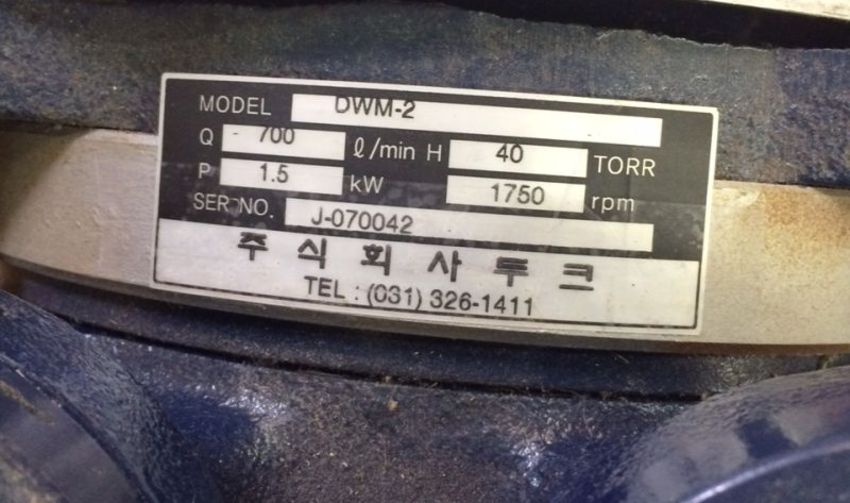 MODEL DWM-2
Q - 700 ℓ/min H 40 TORR
P 1.5 kW 1750 rpm
SER NO. J-070042
주식회사두크
TEL : (031) 326-1411